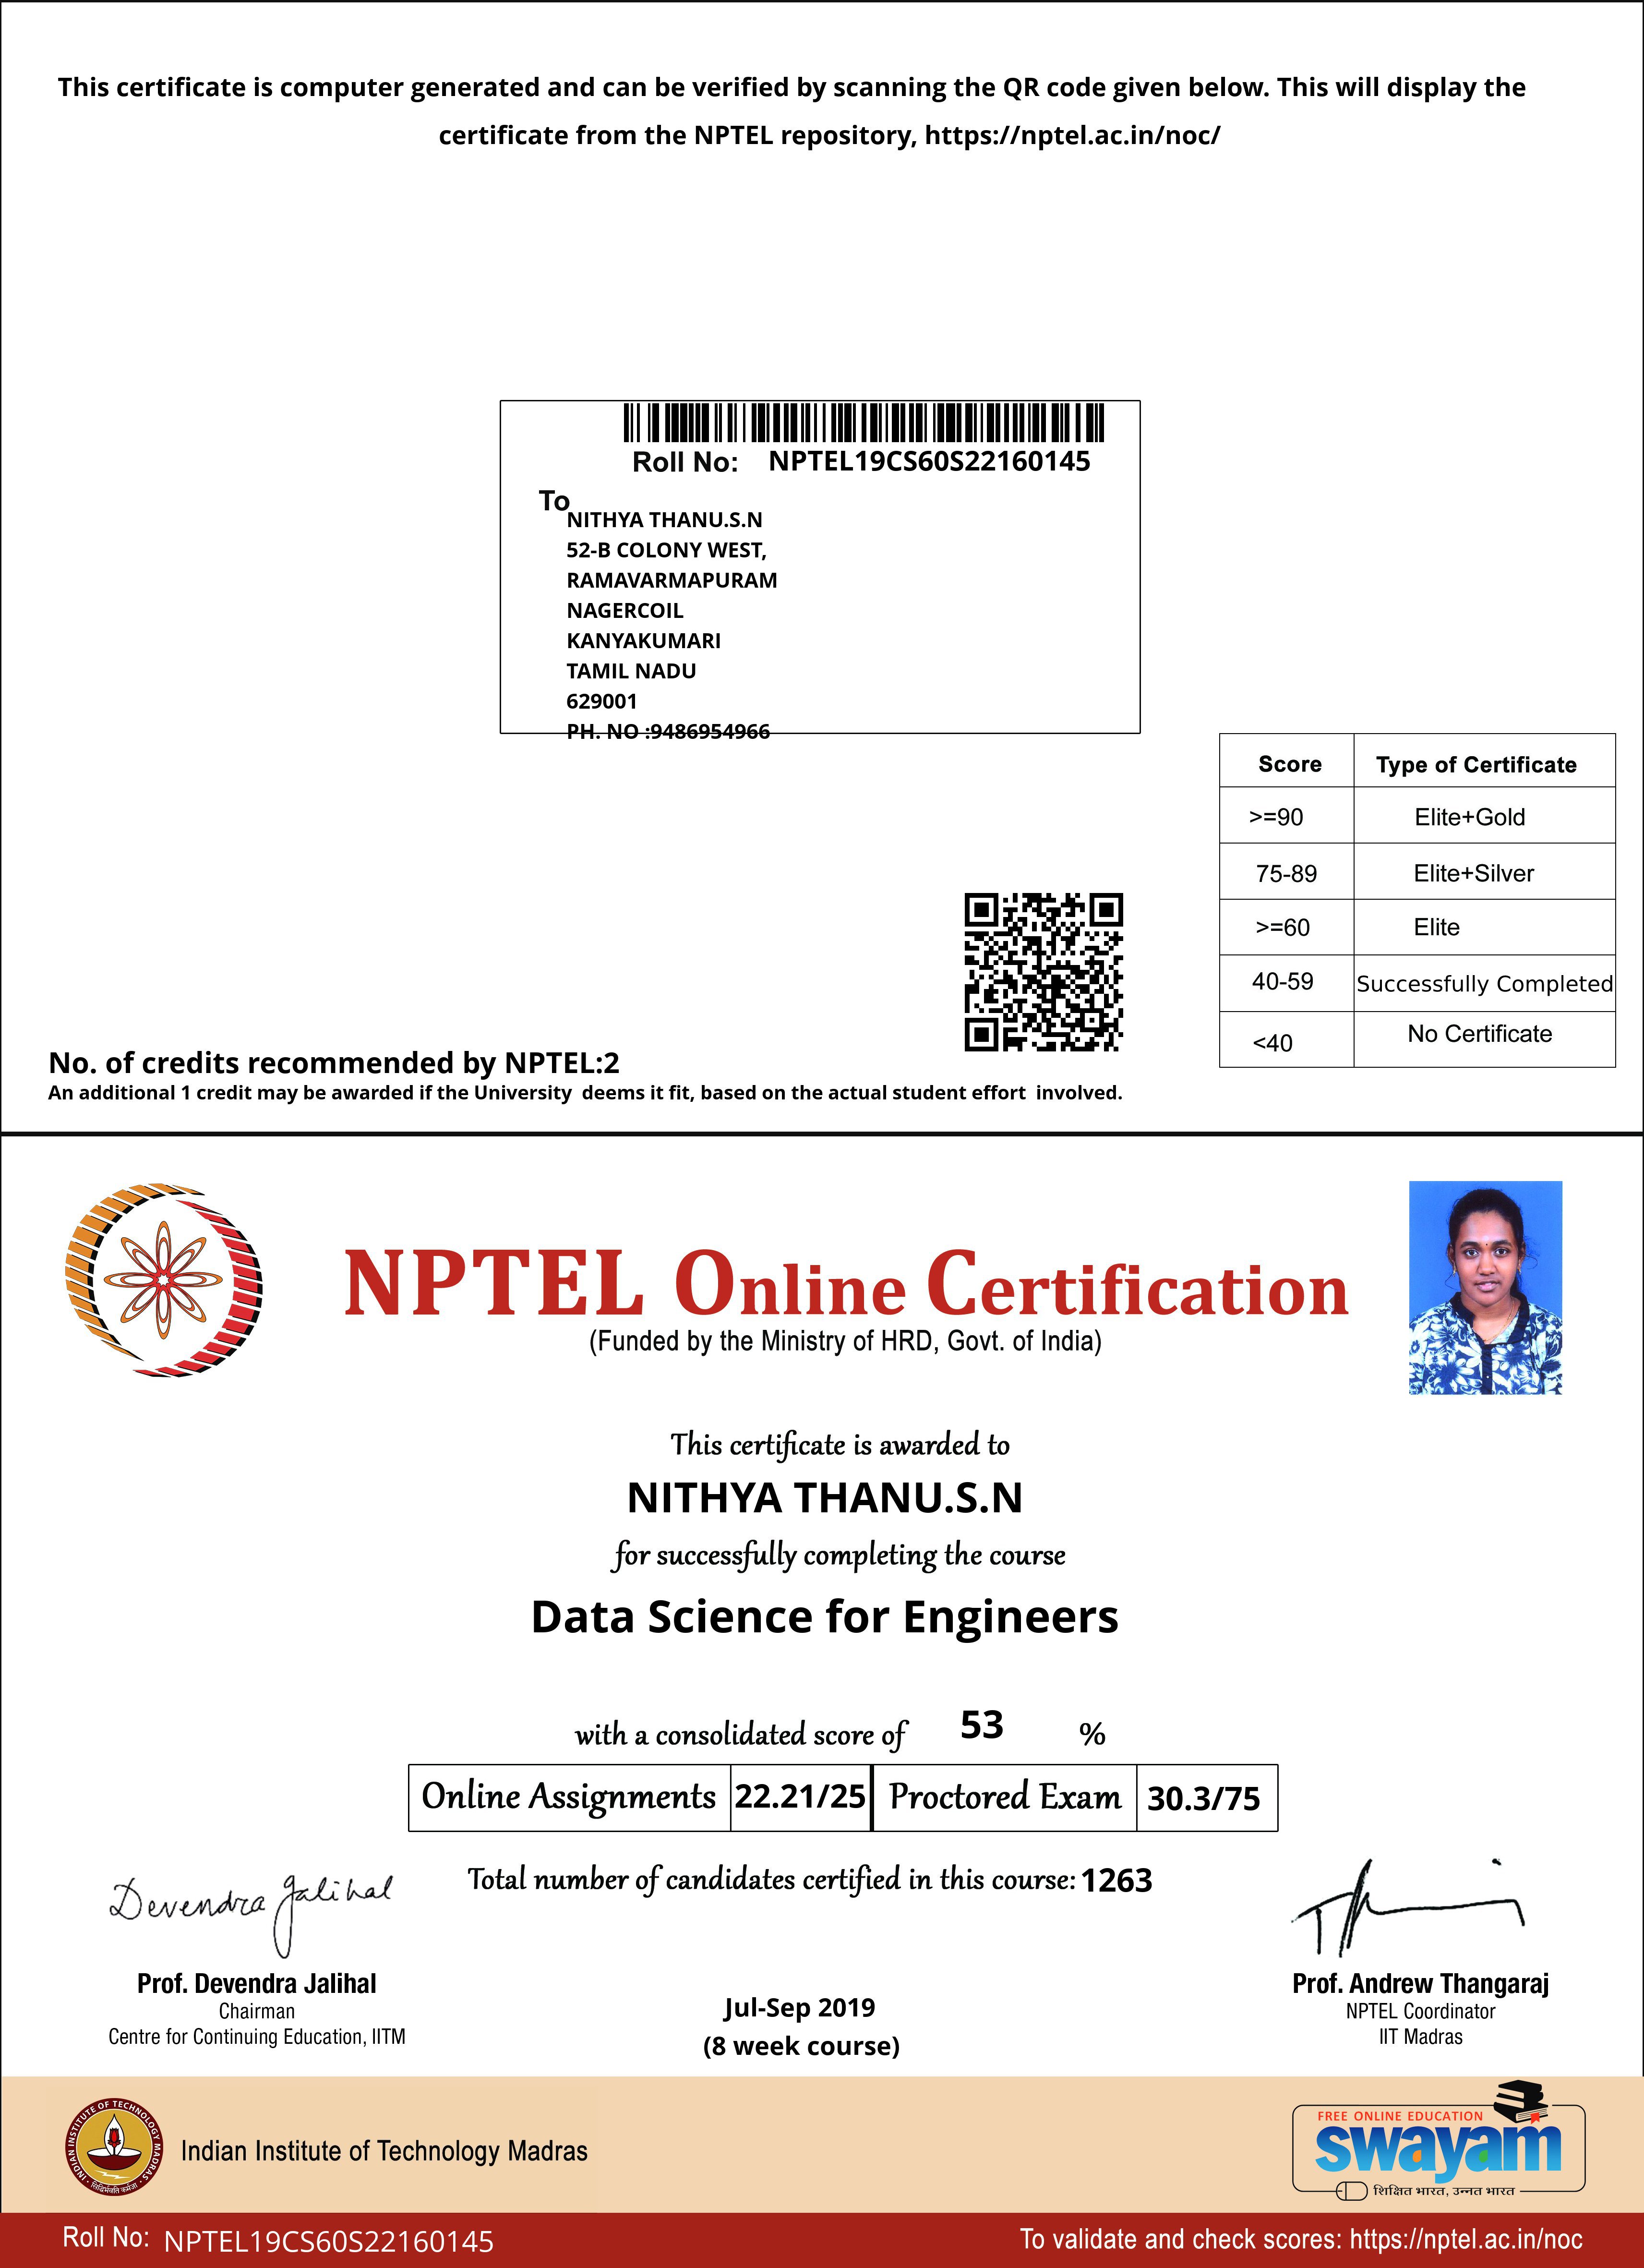 This certificate is computer generated and can be verified by scanning the QR code given below. This will display the
certificate from the NPTEL repository, https://nptel.ac.in/noc/
Roll No: NPTEL19CS60S22160145
To
NITHYA THANU.S.N
52-B COLONY WEST,
RAMAVARMAPURAM
NAGERCOIL
KANYAKUMARI
TAMIL NADU
629001
PH. NO :9486954966
Score Type of Certificate
>=90 Elite+Gold
75-89 Elite+Silver
>=60 Elite
40-59 Successfully Completed
<40 No Certificate
No. of credits recommended by NPTEL:2
An additional 1 credit may be awarded if the University deems it fit, based on the actual student effort involved.
NPTEL Online Certification
(Funded by the Ministry of HRD, Govt. of India)
This certificate is awarded to
NITHYA THANU.S.N
for successfully completing the course
Data Science for Engineers
with a consolidated score of 53 %
Online Assignments 22.21/25 Proctored Exam 30.3/75
Total number of candidates certified in this course: 1263
Devendra Jalihal
Prof. Devendra Jalihal
Chairman
Centre for Continuing Education, IITM
Jul-Sep 2019
(8 week course)
Prof. Andrew Thangaraj
NPTEL Coordinator
IIT Madras
INDIAN INSTITUTE OF TECHNOLOGY MADRAS
सिद्धिर्भवति कर्मजा
Indian Institute of Technology Madras
FREE ONLINE EDUCATION
swayam
शिक्षित भारत, उन्नत भारत
Roll No: NPTEL19CS60S22160145
To validate and check scores: https://nptel.ac.in/noc